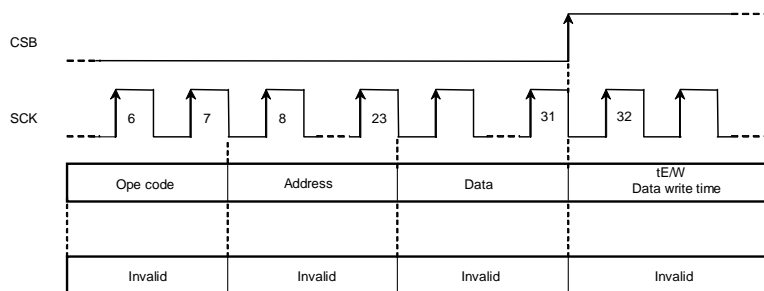 CSB
SCK
6 7 8 23 31 32
Ope code Address Data tE/W
Data write time
Invalid Invalid Invalid Invalid